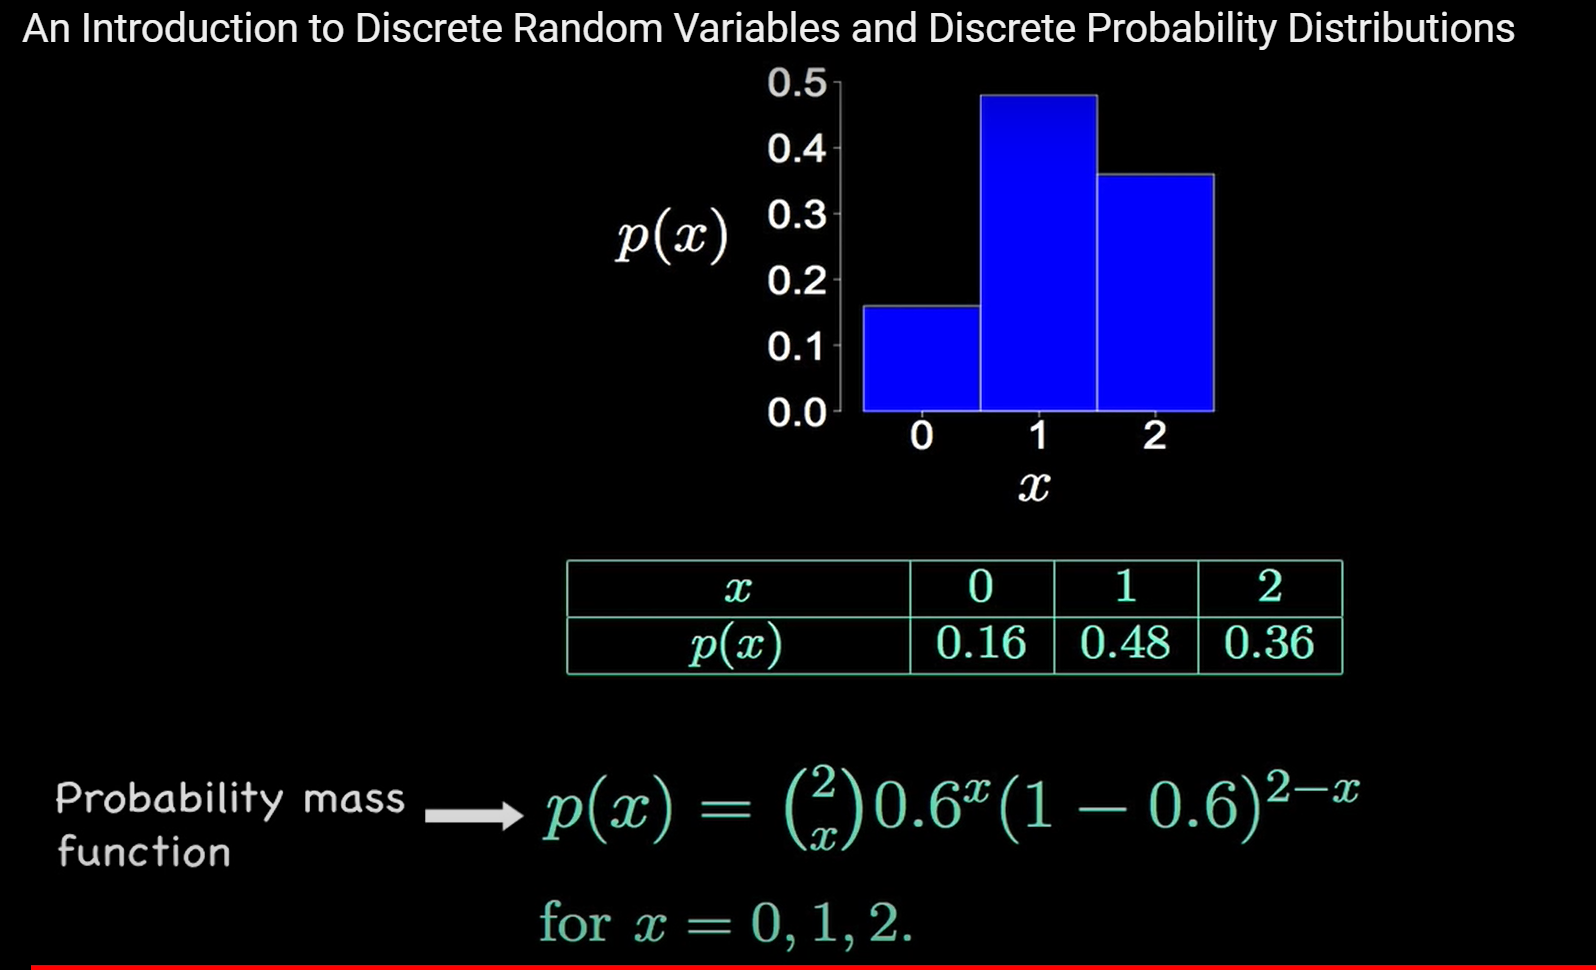 An Introduction to Discrete Random Variables and Discrete Probability Distributions
0.5
0.4
0.3
0.2
0.1
0.0
p(x)
0 1 2
x
x 0 1 2
p(x) 0.16 0.48 0.36
Probability mass
function
p(x) = (2 x) 0.6^x (1 − 0.6)^{2−x}
for x = 0, 1, 2.